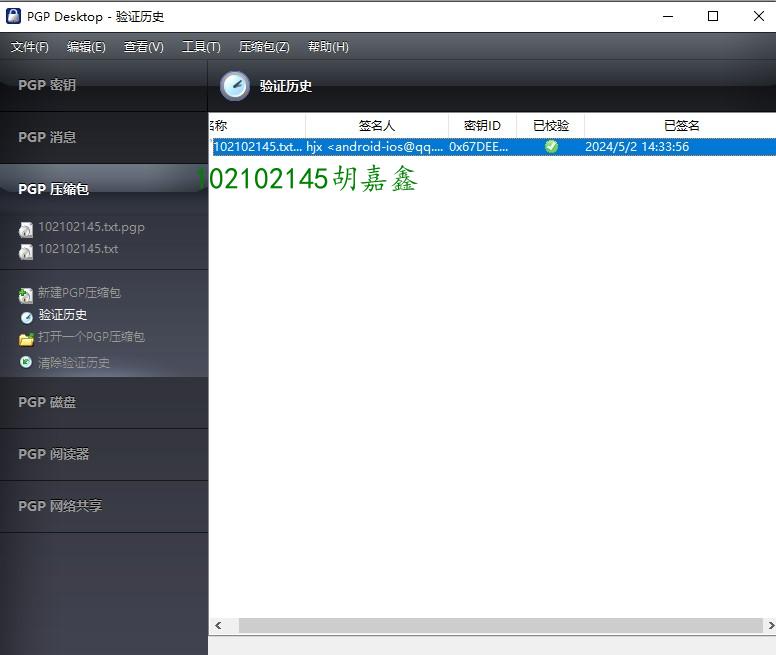 PGP Desktop - 验证历史
文件(F) 编辑(E) 查看(V) 工具(T) 压缩包(Z) 帮助(H)
PGP 密钥
验证历史
名称 签名人 密钥ID 已校验 已签名
102102145.txt... hjx <android-ios@qq.... 0x67DEE... 2024/5/2 14:33:56
102102145胡嘉鑫
PGP 消息
PGP 压缩包
102102145.txt.pgp
102102145.txt
新建PGP压缩包
验证历史
打开一个PGP压缩包
清除验证历史
PGP 磁盘
PGP 阅读器
PGP 网络共享